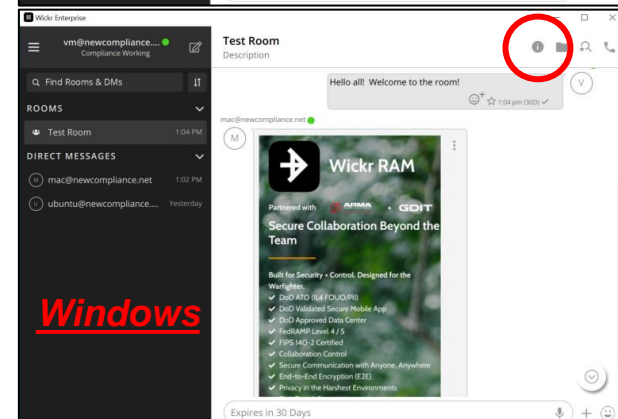 Wickr Enterprise
vm@newcompliance....
Compliance Working
Test Room
Description
Find Rooms & DMs
ROOMS
Test Room 1:04 PM
DIRECT MESSAGES
M mac@newcompliance.net 1:02 PM
U ubuntu@newcompliance.... Yesterday
Windows
Hello all! Welcome to the room!
1:04 pm (300)
V
mac@newcompliance.net
M
Wickr RAM
Partnered with ARMA • GDIT
Secure Collaboration Beyond the
Team
Built for Security • Control. Designed for the
Warfighter.
DoD ATO (IL4 FOUO/PII)
DoD Validated Secure Mobile App
DoD Approved Data Center
FedRAMP Level 4 / 5
FIPS 140-2 Certified
Collaboration Control
Secure Communication with Anyone, Anywhere
End-to-End Encryption (E2E)
Privacy in the Harshest Environments
Expires in 30 Days